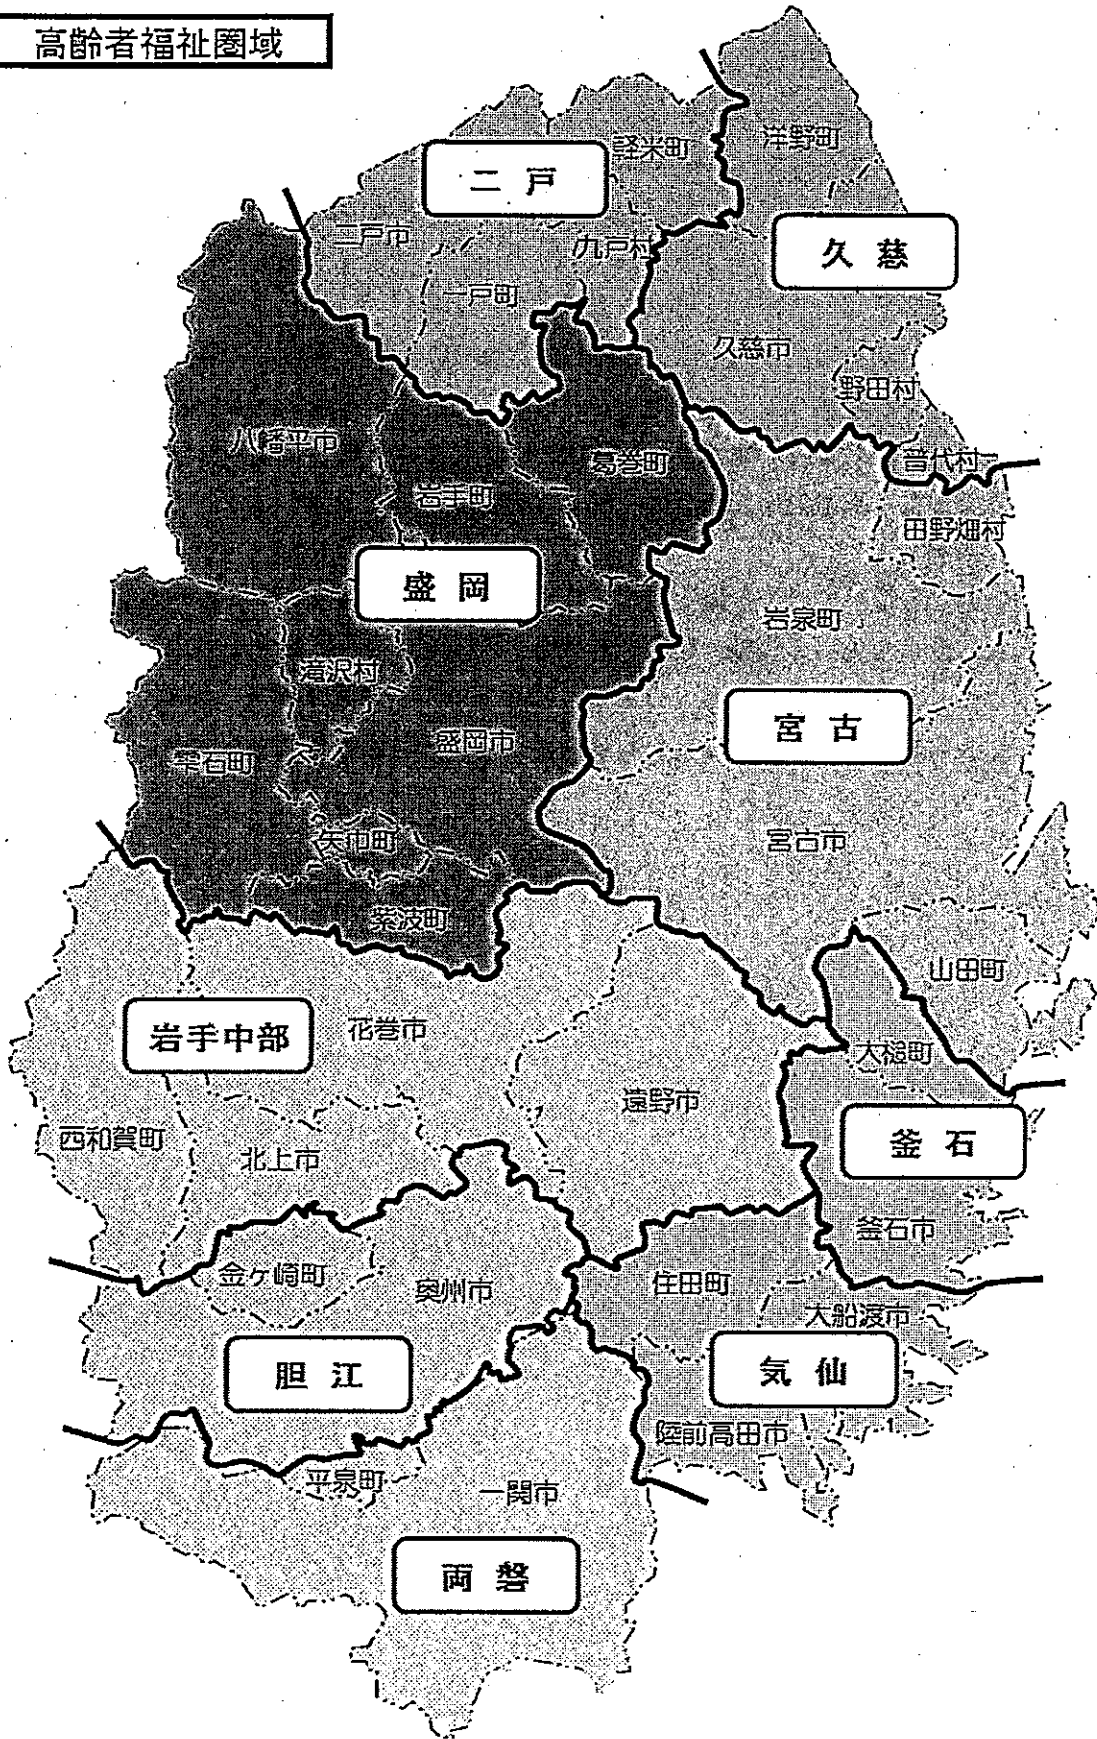 高齢者福祉圏域
洋野町
軽米町
二戸
二戸市
九戸村
久慈
一戸町
久慈市
野田村
八幡平市
葛巻町
普代村
岩手町
田野畑村
盛岡
岩泉町
滝沢村
宮古
盛岡市
雫石町
矢巾町
宮古市
紫波町
山田町
岩手中部
花巻市
大槌町
遠野市
西和賀町
北上市
釜石
釜石市
金ヶ崎町
奥州市
住田町
大船渡市
胆江
気仙
陸前高田市
平泉町
一関市
両磐